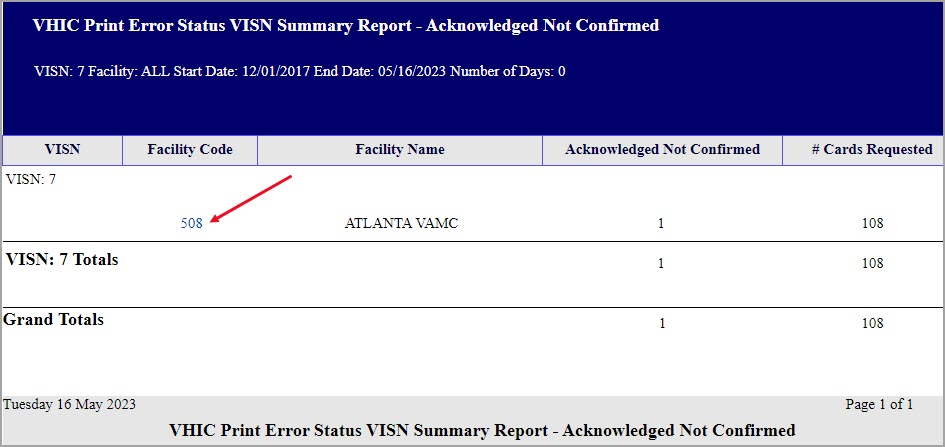 VHIC Print Error Status VISN Summary Report - Acknowledged Not Confirmed
VISN: 7 Facility: ALL Start Date: 12/01/2017 End Date: 05/16/2023 Number of Days: 0
VISN Facility Code Facility Name Acknowledged Not Confirmed # Cards Requested
VISN: 7
508 ATLANTA VAMC 1 108
VISN: 7 Totals 1 108
Grand Totals 1 108
Tuesday 16 May 2023 Page 1 of 1
VHIC Print Error Status VISN Summary Report - Acknowledged Not Confirmed